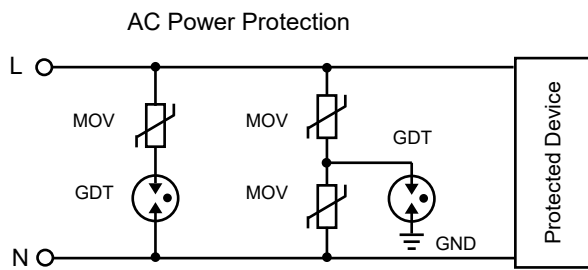 AC Power Protection
L
MOV
MOV
GDT
GDT
MOV
GND
N
Protected Device